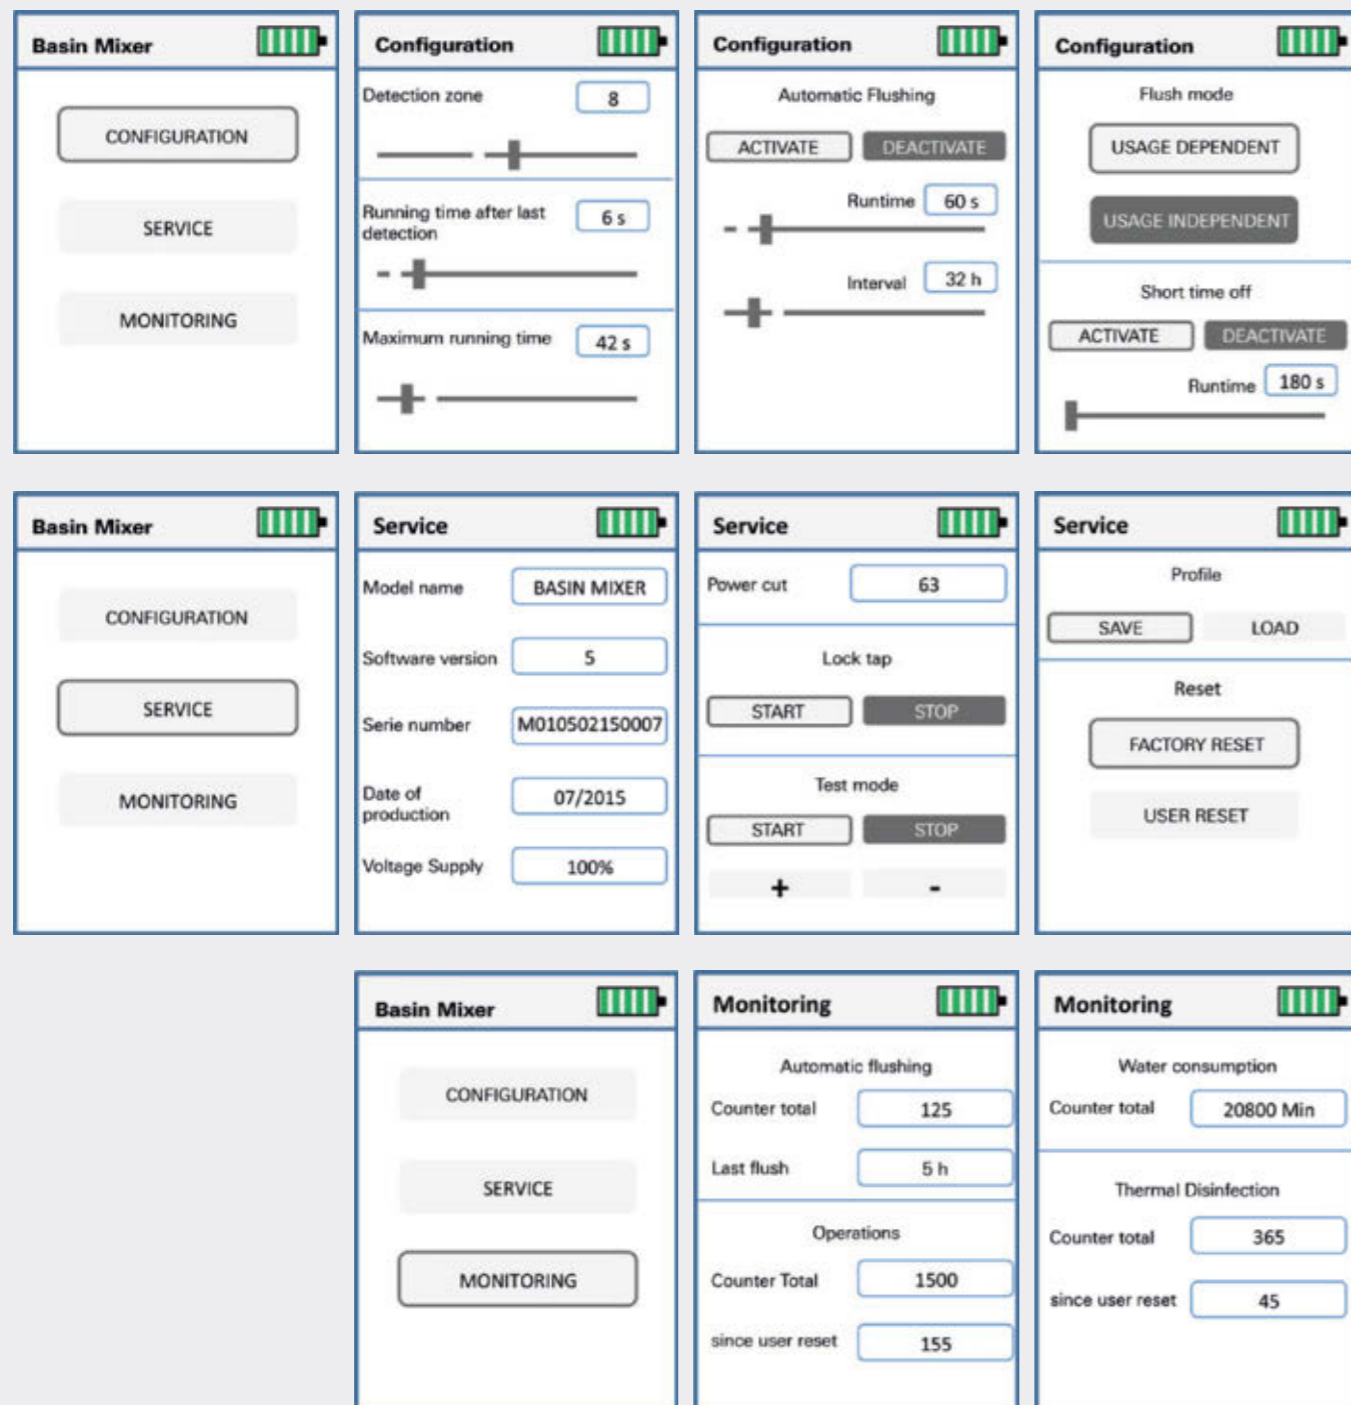 Basin Mixer
CONFIGURATION
SERVICE
MONITORING
Configuration
Detection zone 8
Running time after last
detection
6 s
Maximum running time 42 s
Configuration
Automatic Flushing
ACTIVATE DEACTIVATE
Runtime 60 s
Interval 32 h
Configuration
Flush mode
USAGE DEPENDENT
USAGE INDEPENDENT
Short time off
ACTIVATE DEACTIVATE
Runtime 180 s
Basin Mixer
CONFIGURATION
SERVICE
MONITORING
Service
Model name BASIN MIXER
Software version 5
Serie number M010502150007
Date of
production
07/2015
Voltage Supply 100%
Service
Power cut 63
Lock tap
START STOP
Test mode
START STOP
+ -
Service
Profile
SAVE LOAD
Reset
FACTORY RESET
USER RESET
Basin Mixer
CONFIGURATION
SERVICE
MONITORING
Monitoring
Automatic flushing
Counter total 125
Last flush 5 h
Operations
Counter Total 1500
since user reset 155
Monitoring
Water consumption
Counter total 20800 Min
Thermal Disinfection
Counter total 365
since user reset 45